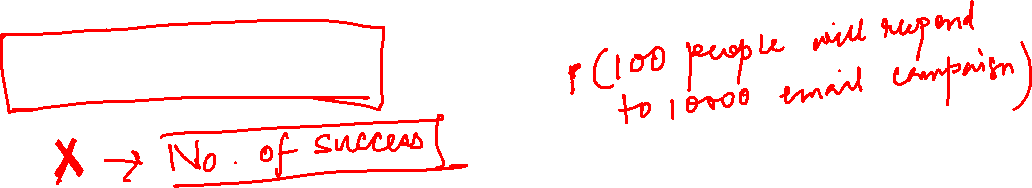 P(100 people will respond
to 10000 email campaign)
X → No. of success